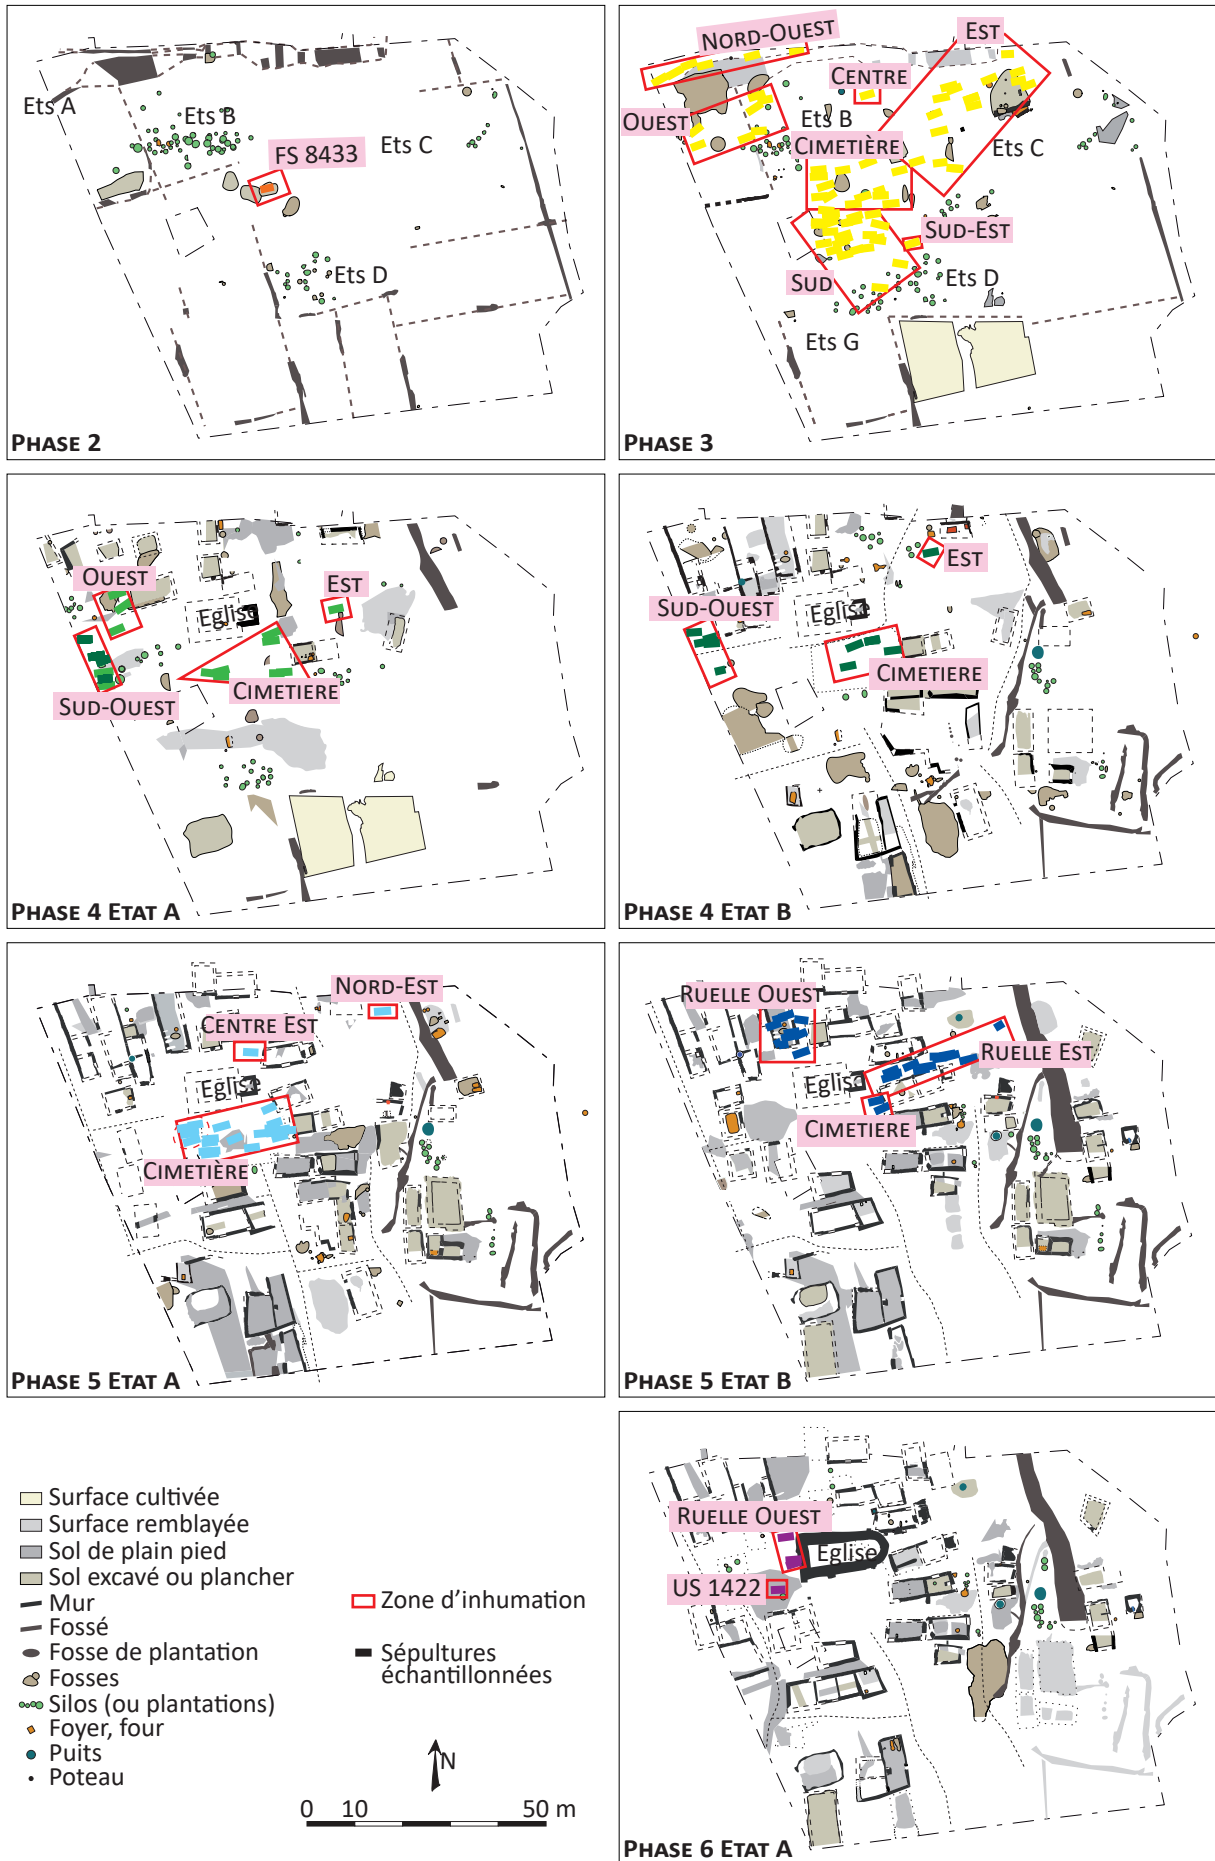 Ets A
Ets B
FS 8433
Ets C
Ets D
PHASE 2
NORD-OUEST
EST
CENTRE
OUEST
Ets B
CIMETIÈRE
Ets C
SUD-EST
SUD
Ets D
Ets G
PHASE 3
OUEST
EST
Eglise
SUD-OUEST
CIMETIERE
PHASE 4 ETAT A
EST
SUD-OUEST
Eglise
CIMETIERE
PHASE 4 ETAT B
NORD-EST
CENTRE EST
Eglise
CIMETIÈRE
PHASE 5 ETAT A
RUELLE OUEST
RUELLE EST
Eglise
CIMETIERE
PHASE 5 ETAT B
Surface cultivée
Surface remblayée
Sol de plain pied
Sol excavé ou plancher
Mur
Fossé
Fosse de plantation
Fosses
Silos (ou plantations)
Foyer, four
Puits
Poteau
Zone d'inhumation
Sépultures
échantillonnées
N
0 10 50 m
RUELLE OUEST
Eglise
US 1422
PHASE 6 ETAT A